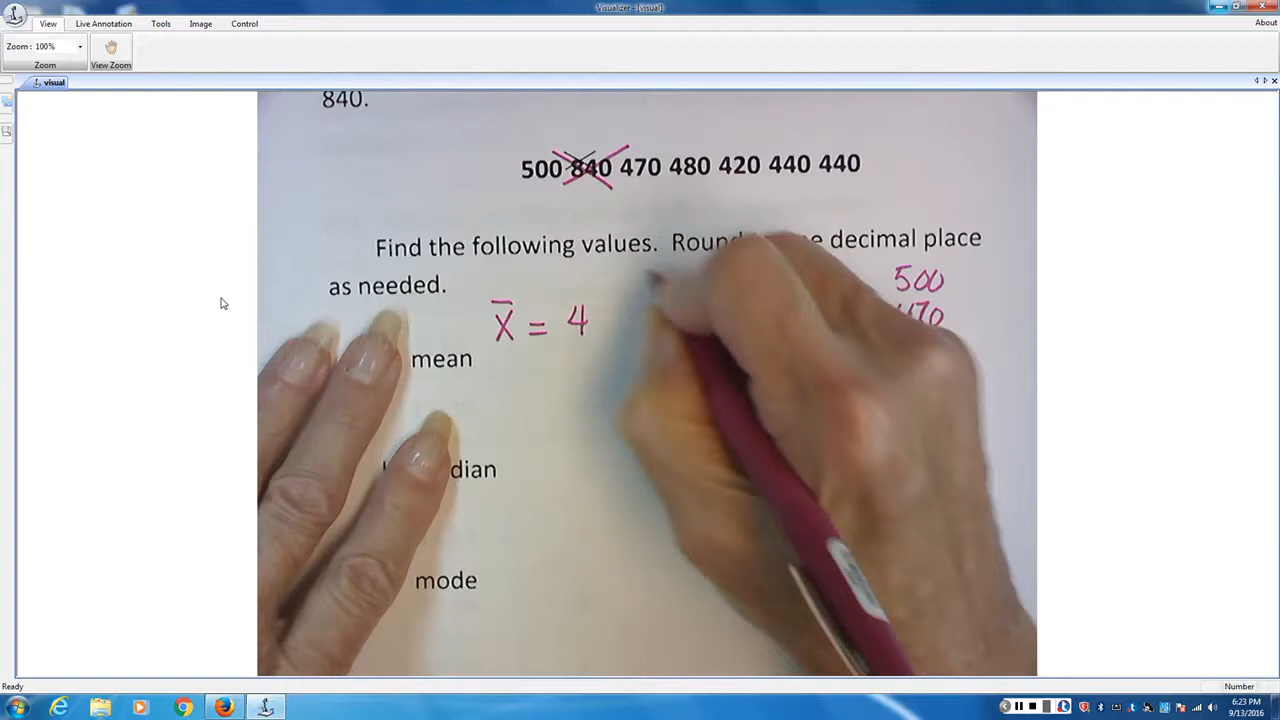 Visualizer - [visual]
View Live Annotation Tools Image Control
About
Zoom : 100%
Zoom
View Zoom
visual
840.
500 840 470 480 420 440 440
Find the following values. decimal place
as needed.
500
470
x̄ = 4
mean
dian
mode
Ready
Number
6:23 PM
9/13/2016